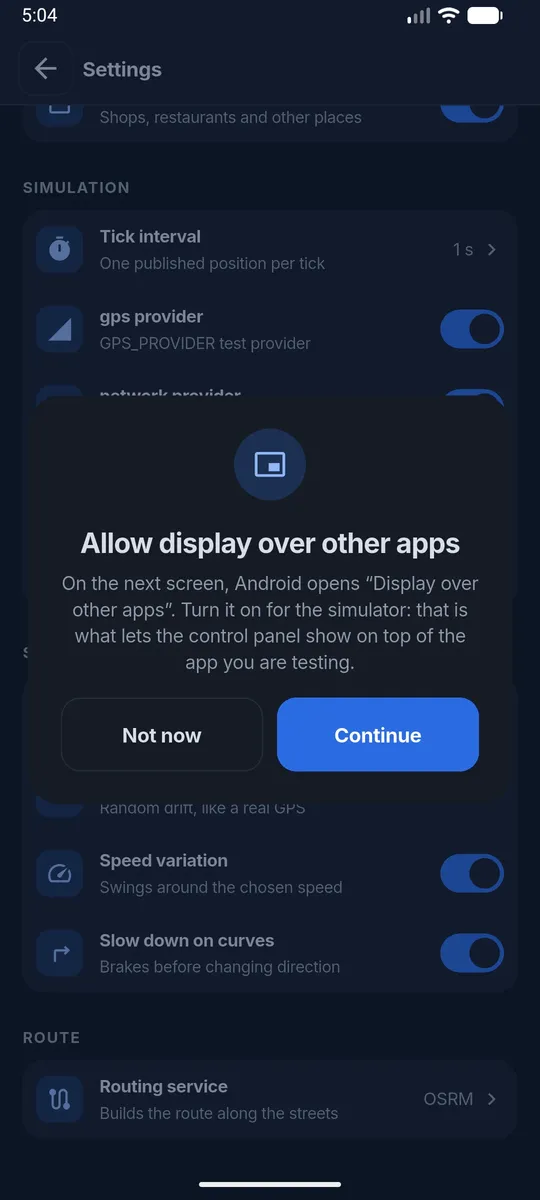 5:04
Settings
Shops, restaurants and other places
SIMULATION
Tick interval
1 s
One published position per tick
gps provider
GPS_PROVIDER test provider
network provider
Allow display over other apps
On the next screen, Android opens “Display over
other apps”. Turn it on for the simulator: that is
what lets the control panel show on top of the
app you are testing.
Not now
Continue
Random drift, like a real GPS
Speed variation
Swings around the chosen speed
Slow down on curves
Brakes before changing direction
ROUTE
Routing service
OSRM
Builds the route along the streets